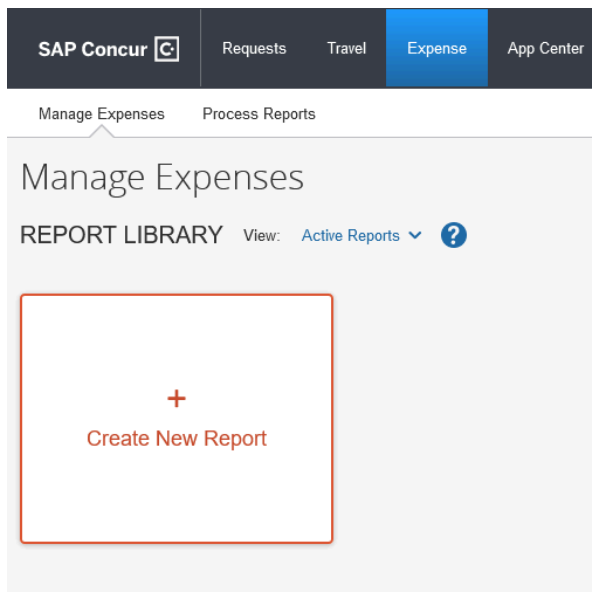 SAP Concur C Requests Travel Expense App Center
Manage Expenses Process Reports
Manage Expenses
REPORT LIBRARY View: Active Reports ?
+
Create New Report